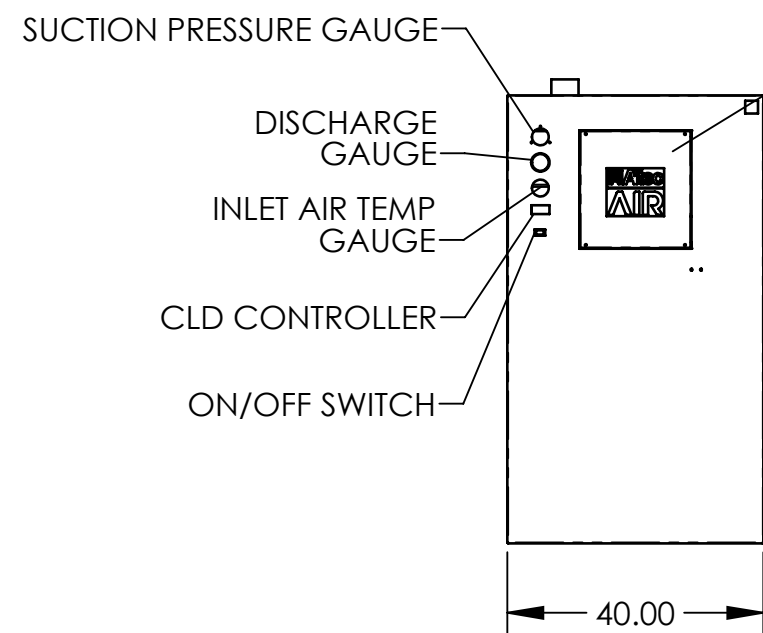 SUCTION PRESSURE GAUGE
DISCHARGE
GAUGE
INLET AIR TEMP
GAUGE
CLD CONTROLLER
ON/OFF SWITCH
AIR
40.00